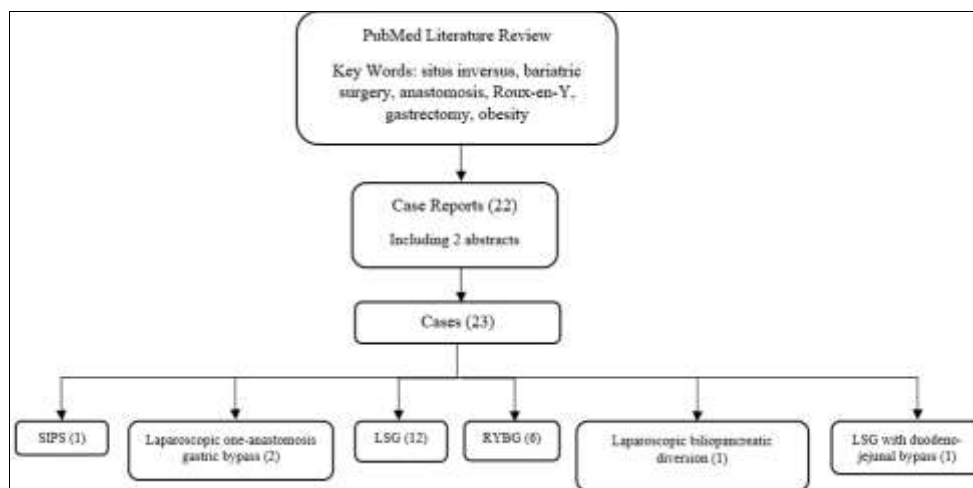 PubMed Literature Review
Key Words: situs inversus, bariatric
surgery, anastomosis, Roux-en-Y,
gastrectomy, obesity
Case Reports (22)
Including 2 abstracts
Cases (23)
SIPS (1)
Laparoscopic one-anastomosis
gastric bypass (2)
LSG (12)
RYBG (6)
Laparoscopic biliopancreatic
diversion (1)
LSG with duodeno-
jejunal bypass (1)